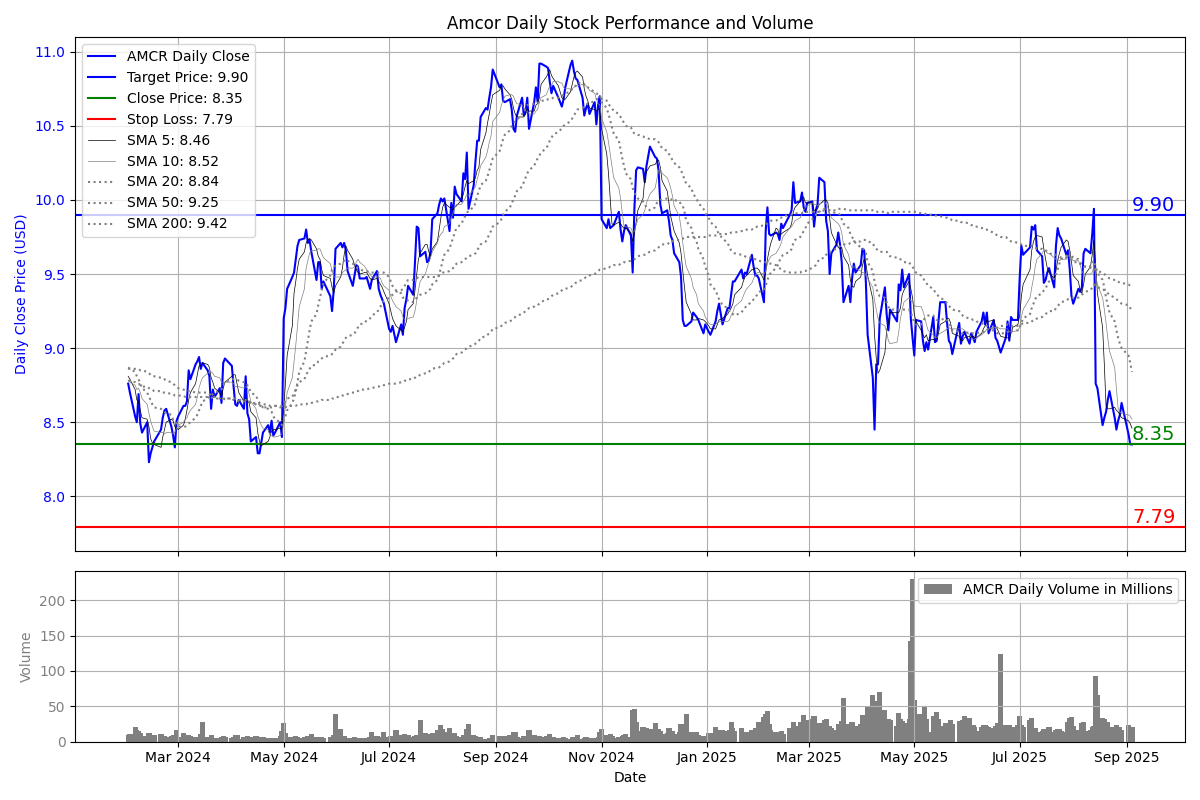 Amcor Daily Stock Performance and Volume
Daily Close Price (USD)
11.0
10.5
10.0
9.5
9.0
8.5
8.0
AMCR Daily Close
Target Price: 9.90
Close Price: 8.35
Stop Loss: 7.79
SMA 5: 8.46
SMA 10: 8.52
SMA 20: 8.84
SMA 50: 9.25
SMA 200: 9.42
9.90
8.35
7.79
Volume
200
150
100
50
0
AMCR Daily Volume in Millions
Mar 2024 May 2024 Jul 2024 Sep 2024 Nov 2024 Jan 2025 Mar 2025 May 2025 Jul 2025 Sep 2025
Date